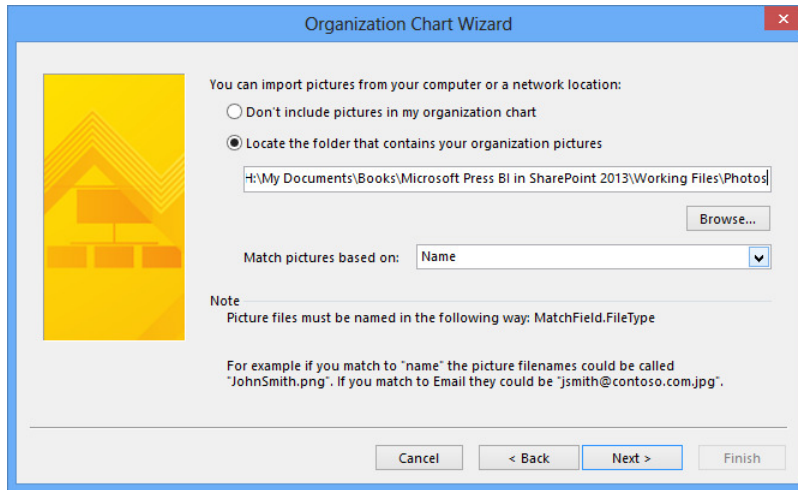 Organization Chart Wizard
You can import pictures from your computer or a network location:
Don't include pictures in my organization chart
Locate the folder that contains your organization pictures
H:\My Documents\Books\Microsoft Press BI in SharePoint 2013\Working Files\Photos
Browse...
Match pictures based on: Name
Note
Picture files must be named in the following way: MatchField.FileType
For example if you match to "name" the picture filenames could be called
"JohnSmith.png". If you match to Email they could be "jsmith@contoso.com.jpg".
Cancel < Back Next > Finish